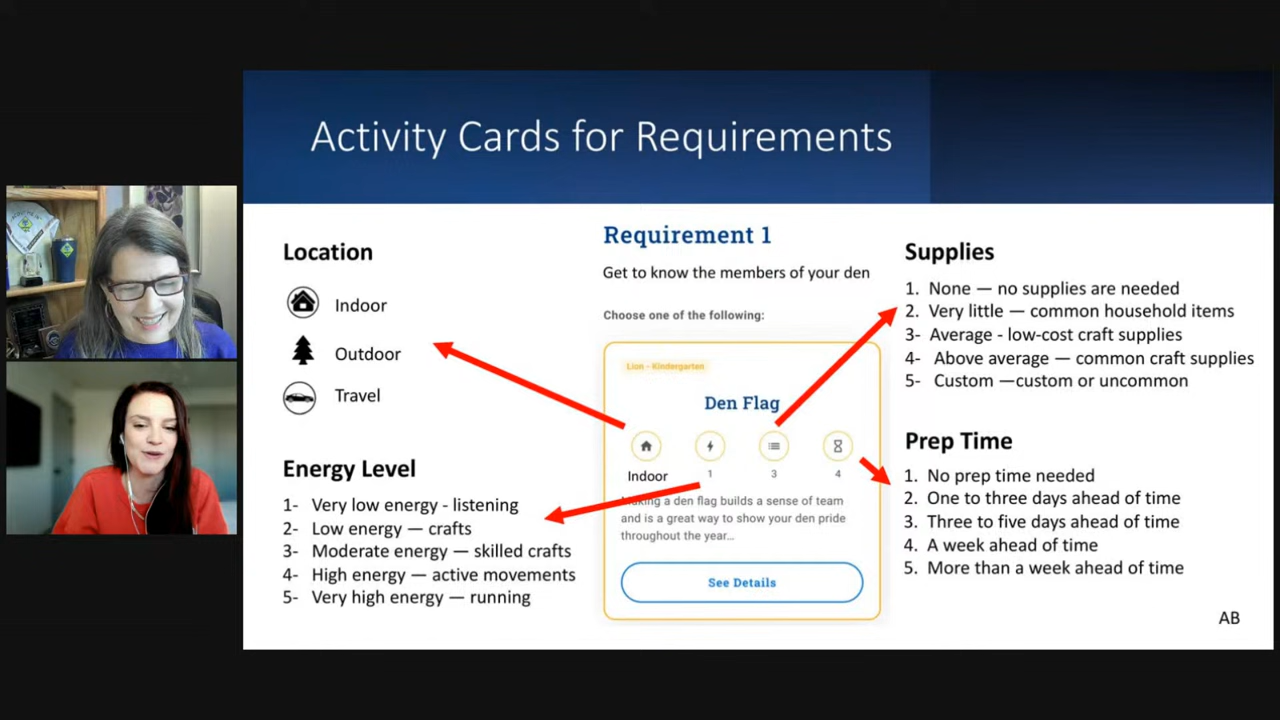 Activity Cards for Requirements
Location
Indoor
Outdoor
Travel
Energy Level
1- Very low energy - listening
2- Low energy — crafts
3- Moderate energy — skilled crafts
4- High energy — active movements
5- Very high energy — running
Requirement 1
Get to know the members of your den
Choose one of the following:
Lion - Kindergarten
Den Flag
Indoor
1
3
4
Making a den flag builds a sense of team
and is a great way to show your den pride
throughout the year...
See Details
Supplies
1. None — no supplies are needed
2. Very little — common household items
3- Average - low-cost craft supplies
4- Above average — common craft supplies
5- Custom —custom or uncommon
Prep Time
1. No prep time needed
2. One to three days ahead of time
3. Three to five days ahead of time
4. A week ahead of time
5. More than a week ahead of time
AB